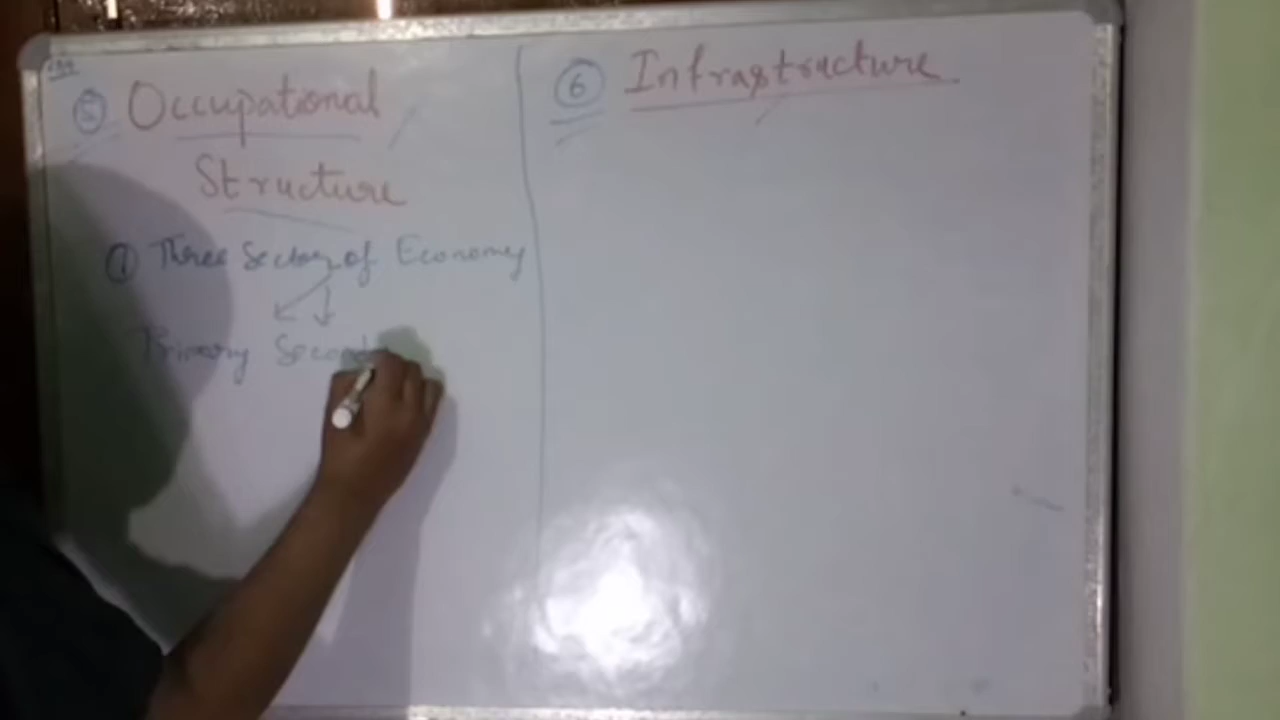 ⑤ Occupational
Structure
① Three Sector of Economy
Primary Second
⑥ Infrastructure